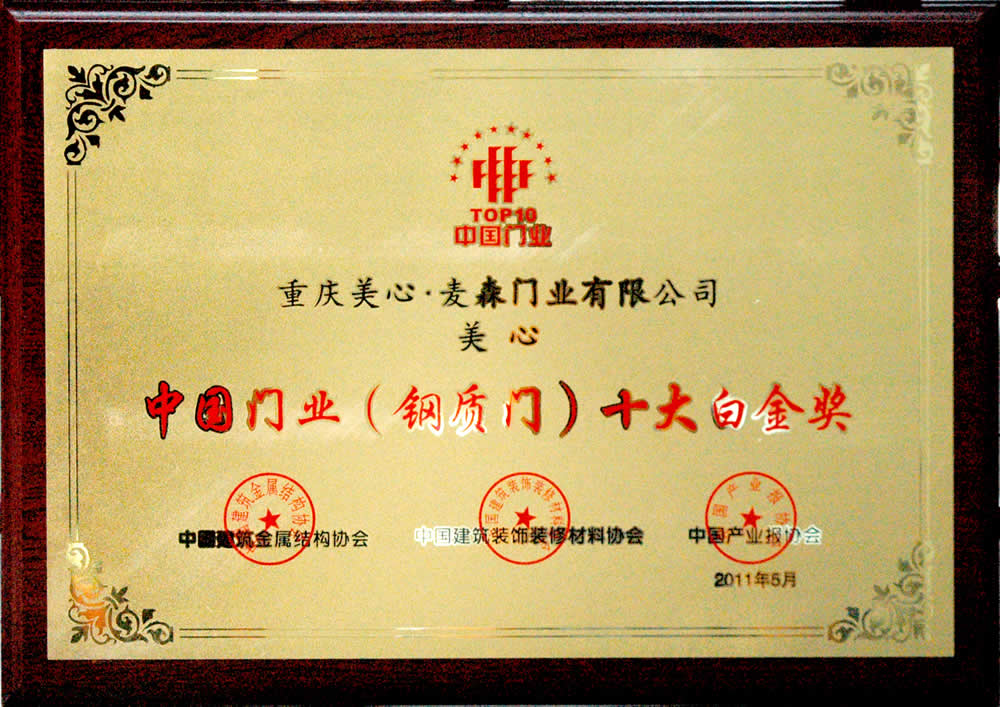 TOP10
中国门业
重庆美心·麦森门业有限公司
美心
中国门业（钢质门）十大白金奖
中国建筑金属结构协会
中国建筑装饰装修材料协会
中国产业报协会
2011年5月